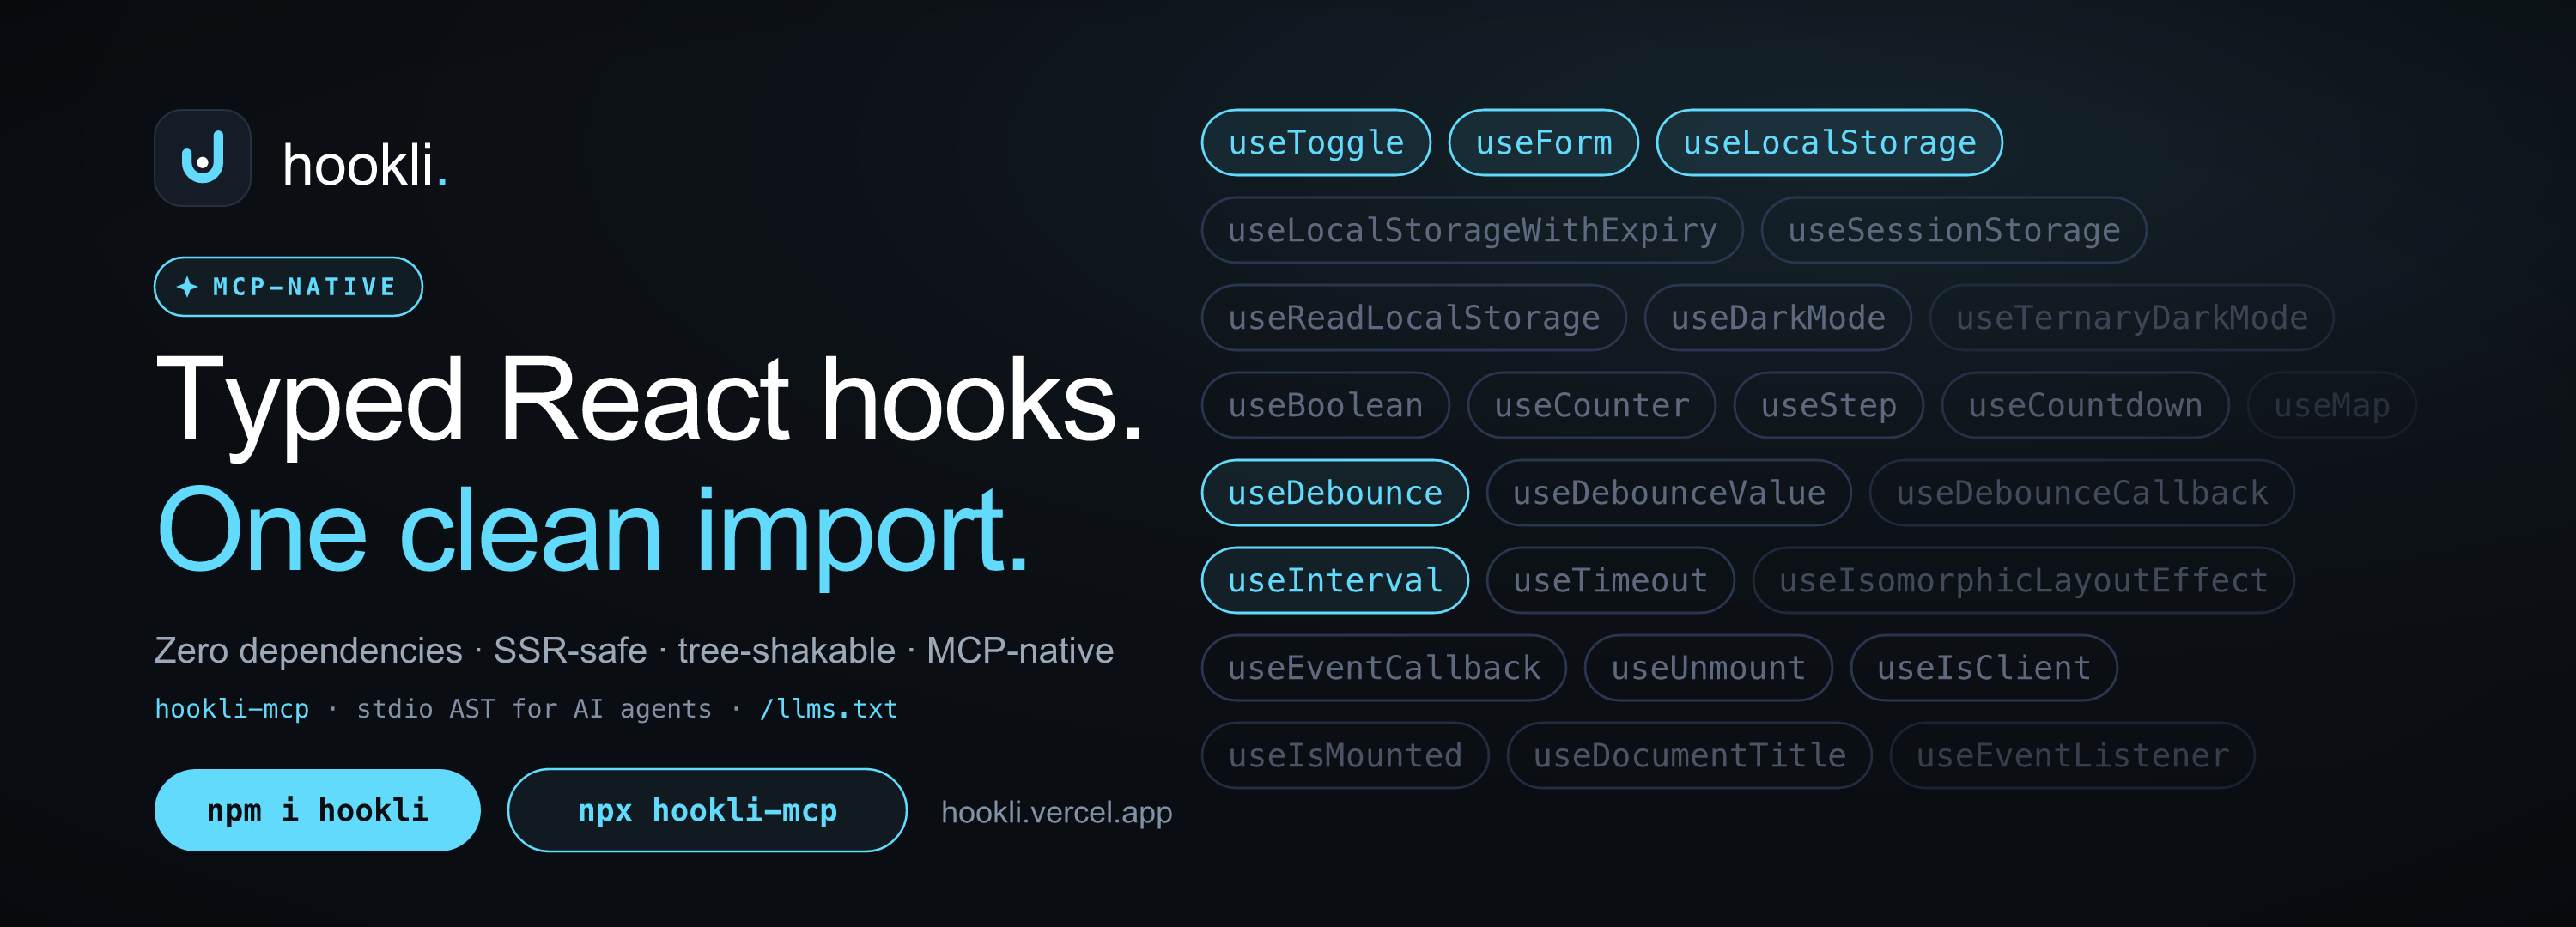 hookli.
MCP-NATIVE
Typed React hooks.
One clean import.
Zero dependencies · SSR-safe · tree-shakable · MCP-native
hookli-mcp · stdio AST for AI agents · /llms.txt
npm i hookli npx hookli-mcp hookli.vercel.app
useToggle useForm useLocalStorage
useLocalStorageWithExpiry useSessionStorage
useReadLocalStorage useDarkMode useTernaryDarkMode
useBoolean useCounter useStep useCountdown useMap
useDebounce useDebounceValue useDebounceCallback
useInterval useTimeout useIsomorphicLayoutEffect
useEventCallback useUnmount useIsClient
useIsMounted useDocumentTitle useEventListener